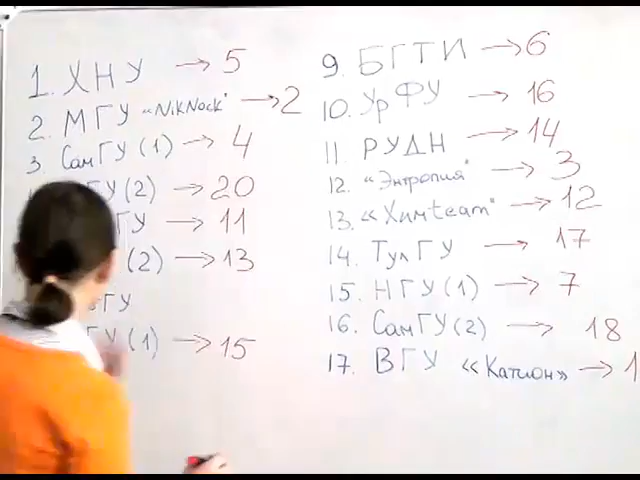 1. ХНУ → 5
2. МГУ "NikNock" → 2
3. СамГУ (1) → 4
ГУ (2) → 20
ГУ → 11
(2) → 13
ГУ
ГУ (1) → 15
9. БГТИ → 6
10. УрФУ → 16
11. РУДН → 14
12. "Энтропия" → 3
13. "Химteam" → 12
14. ТулГУ → 17
15. НГУ (1) → 7
16. СамГУ (2) → 18
17. ВГУ «Катион» → 1